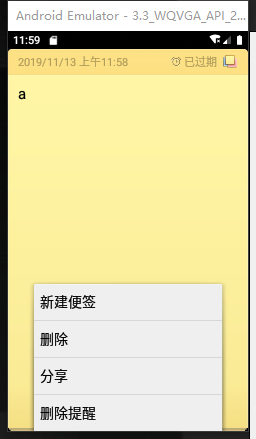 Android Emulator - 3.3_WQVGA_API_2...
11:59
2019/11/13 上午11:58 已过期
a
新建便签
删除
分享
删除提醒